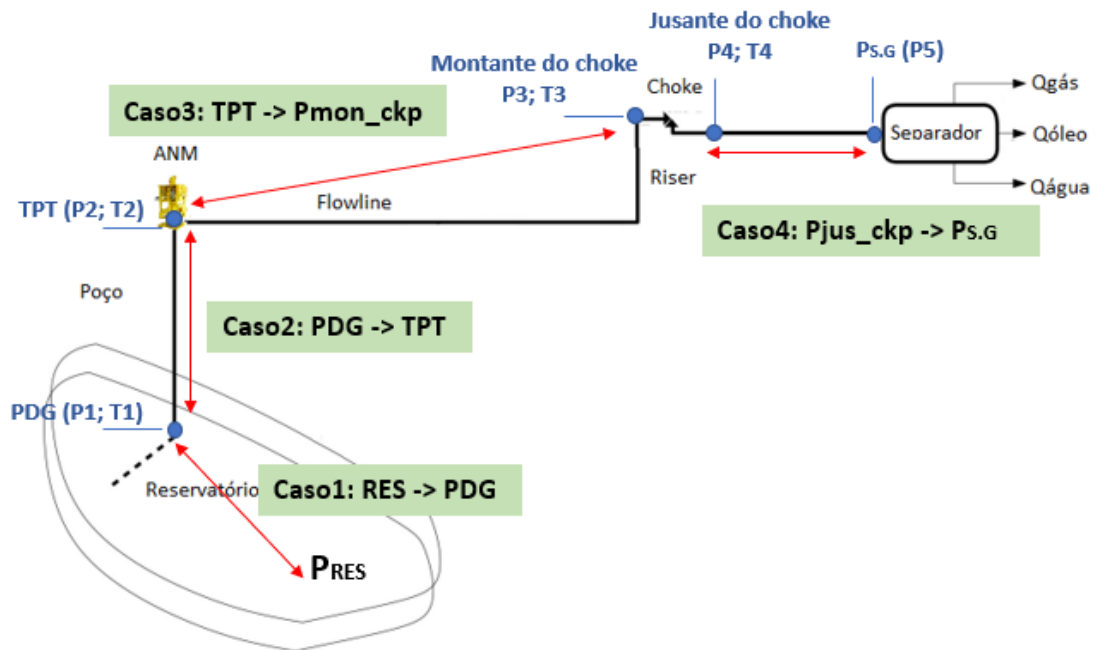 Jusante do choke
P4; T4
PS.G (P5)
Montante do choke
P3; T3
Choke
Qgás
Caso3: TPT -> Pmon_ckp
Separador
Qóleo
ANM
Riser
Qágua
TPT (P2; T2)
Flowline
Caso4: Pjus_ckp -> PS.G
Poço
Caso2: PDG -> TPT
PDG (P1; T1)
Reservatório
Caso1: RES -> PDG
PRES